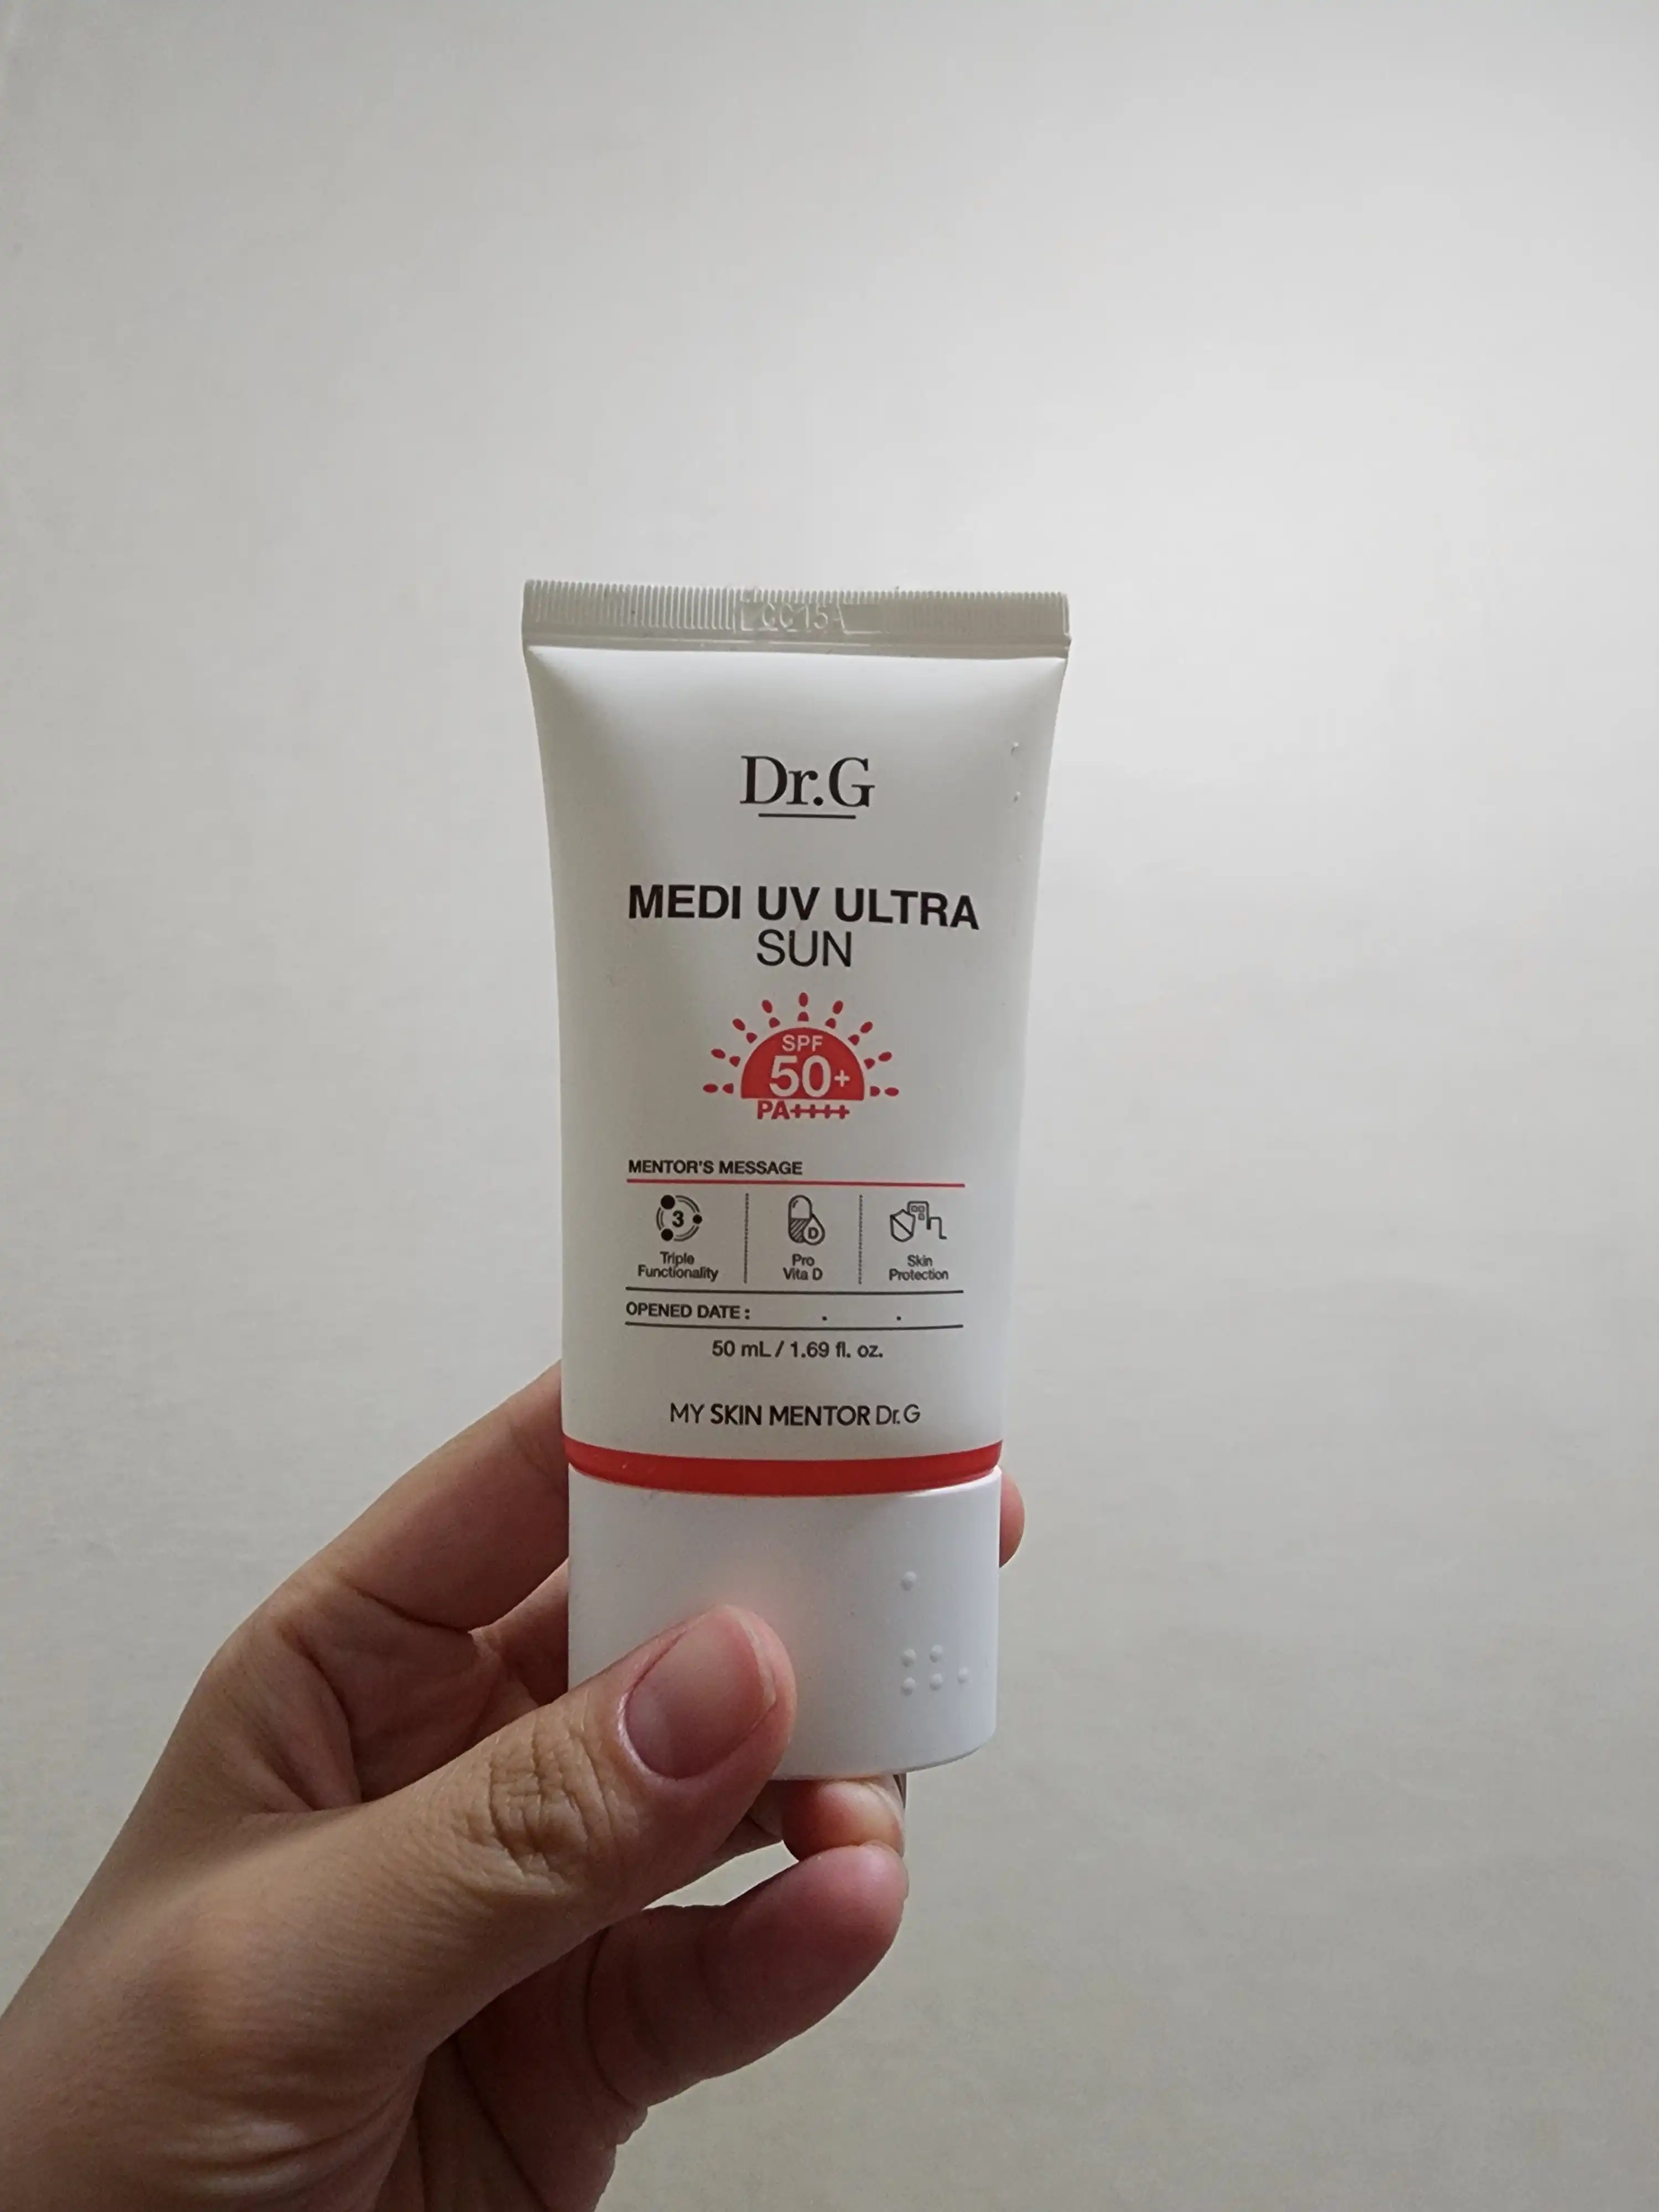 CC15A
Dr.G
MEDI UV ULTRA
SUN
SPF
50+
PA++++
MENTOR'S MESSAGE
3
Triple
Functionality
D
Pro
Vita D
Skin
Protection
OPENED DATE :      .      .
50 mL / 1.69 fl. oz.
MY SKIN MENTOR Dr.G